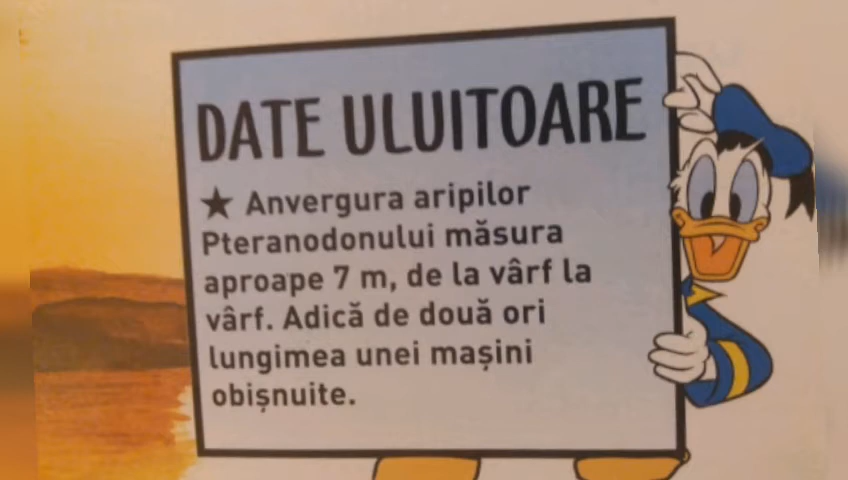 DATE ULUITOARE
★ Anvergura aripilor
Pteranodonului măsura
aproape 7 m, de la vârf la
vârf. Adică de două ori
lungimea unei mașini
obișnuite.